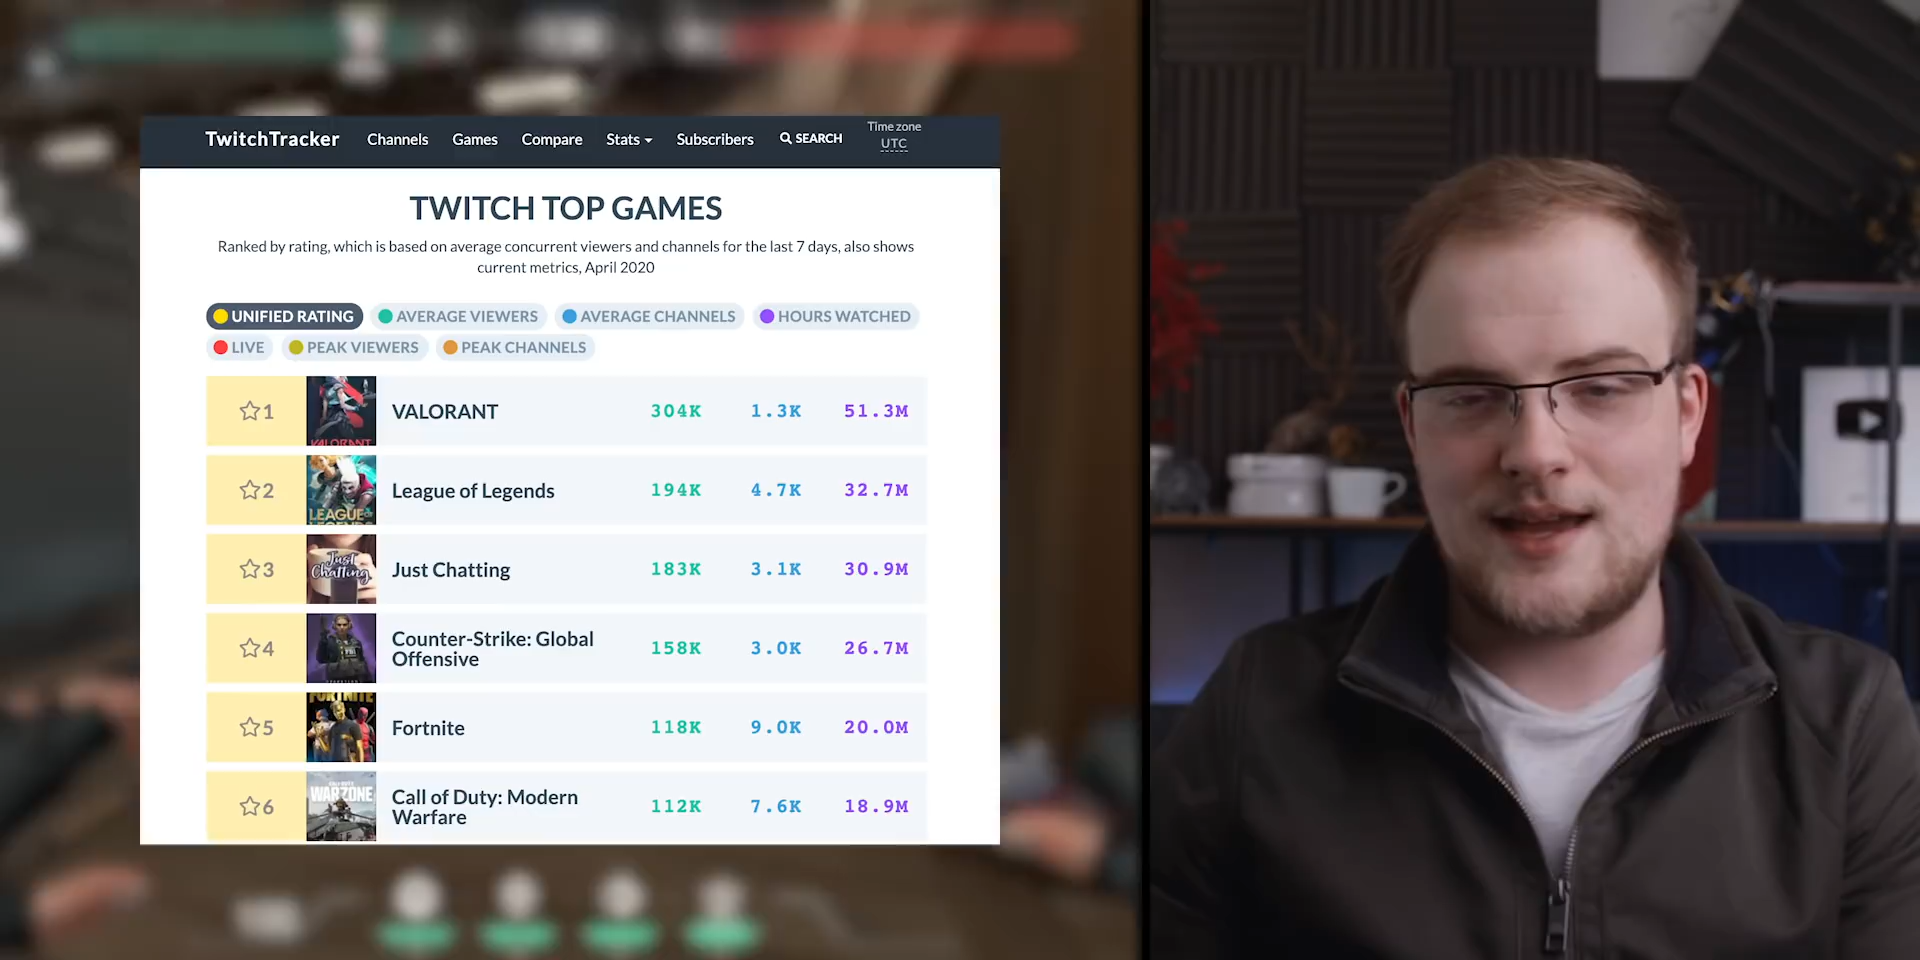 TwitchTracker Channels Games Compare Stats Subscribers SEARCH Time zone UTC
TWITCH TOP GAMES
Ranked by rating, which is based on average concurrent viewers and channels for the last 7 days, also shows
current metrics, April 2020
UNIFIED RATING AVERAGE VIEWERS AVERAGE CHANNELS HOURS WATCHED
LIVE PEAK VIEWERS PEAK CHANNELS
1 VALORANT VALORANT 304K 1.3K 51.3M
2 LEAGUE OF LEGENDS League of Legends 194K 4.7K 32.7M
3 Just Chatting Just Chatting 183K 3.1K 30.9M
4 Counter-Strike: Global
Offensive 158K 3.0K 26.7M
5 FORTNITE Fortnite 118K 9.0K 20.0M
6 WARZONE Call of Duty: Modern
Warfare 112K 7.6K 18.9M